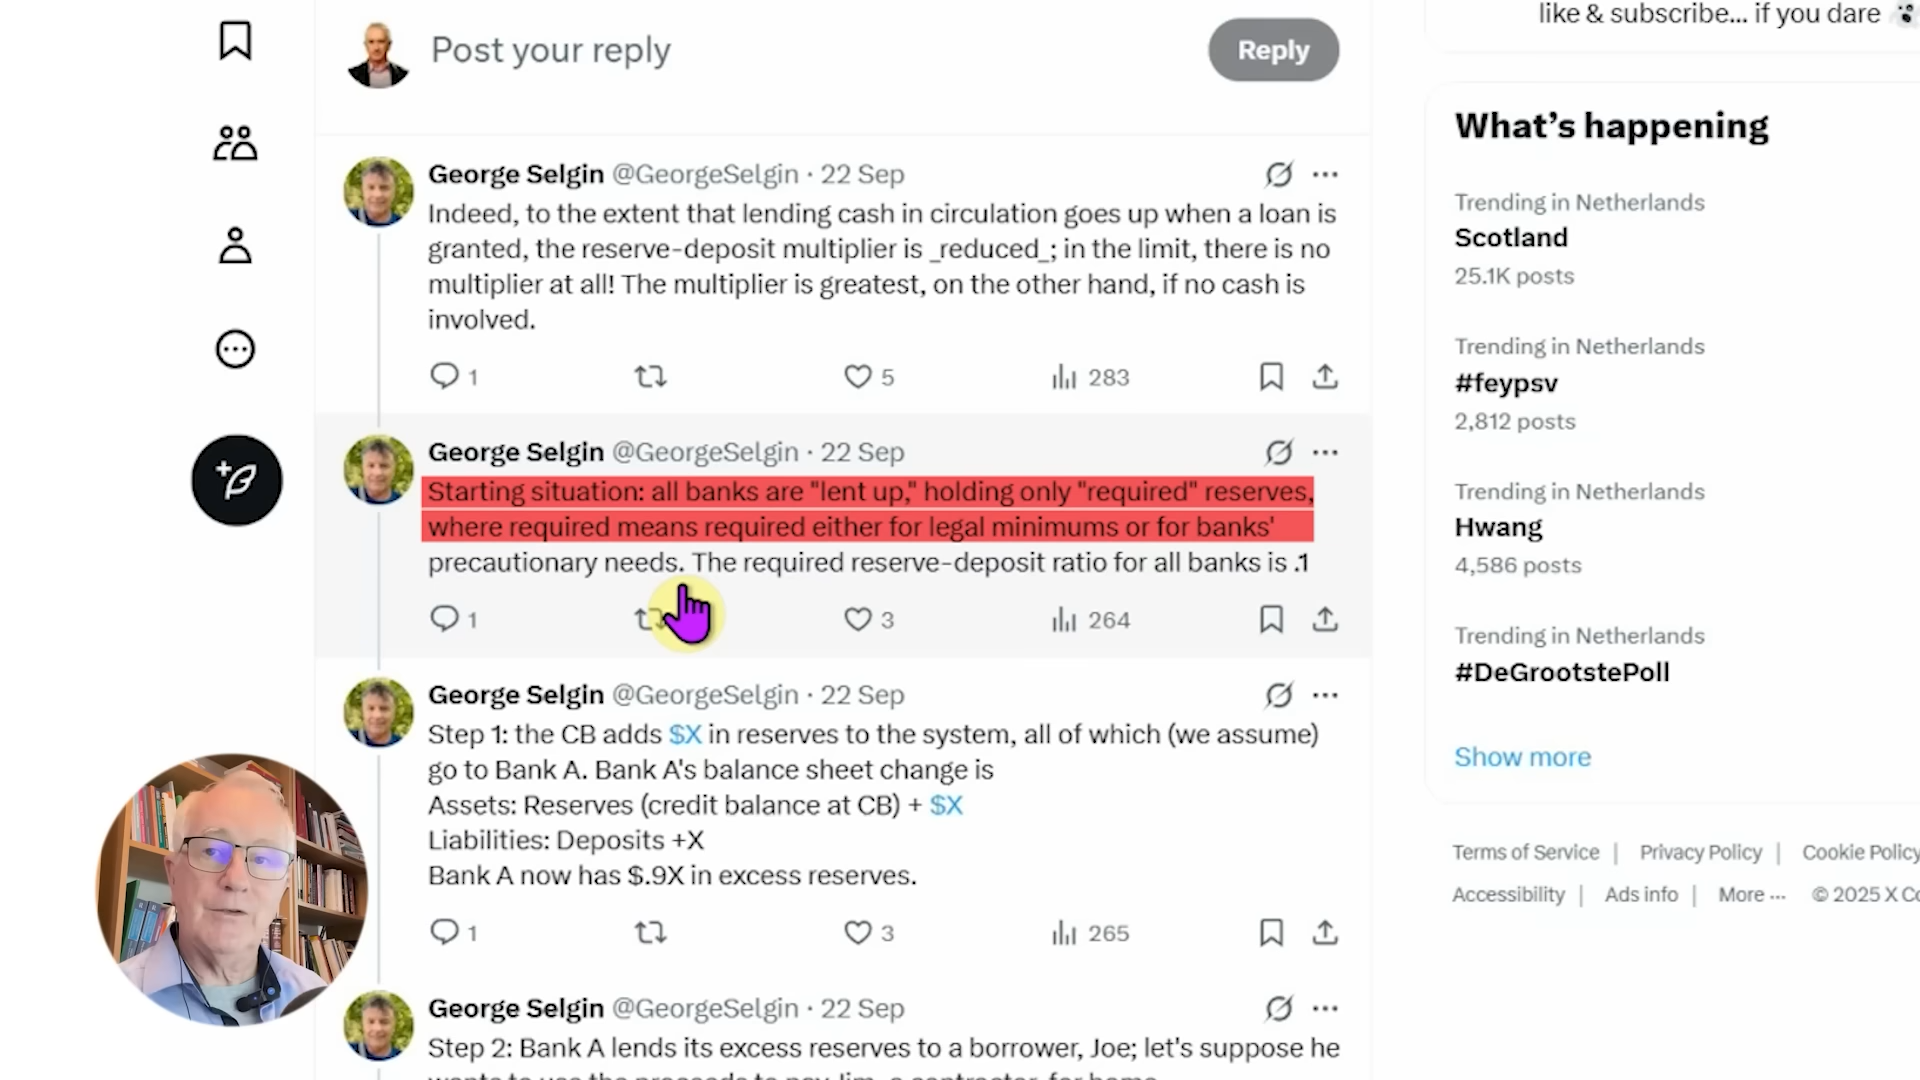 like & subscribe... if you dare
Post your reply
Reply
George Selgin @GeorgeSelgin · 22 Sep
Indeed, to the extent that lending cash in circulation goes up when a loan is
granted, the reserve-deposit multiplier is _reduced_; in the limit, there is no
multiplier at all! The multiplier is greatest, on the other hand, if no cash is
involved.
1
5
283
George Selgin @GeorgeSelgin · 22 Sep
Starting situation: all banks are "lent up," holding only "required" reserves,
where required means required either for legal minimums or for banks'
precautionary needs. The required reserve-deposit ratio for all banks is .1
1
3
264
George Selgin @GeorgeSelgin · 22 Sep
Step 1: the CB adds $X in reserves to the system, all of which (we assume)
go to Bank A. Bank A's balance sheet change is
Assets: Reserves (credit balance at CB) + $X
Liabilities: Deposits +X
Bank A now has $.9X in excess reserves.
1
3
265
George Selgin @GeorgeSelgin · 22 Sep
Step 2: Bank A lends its excess reserves to a borrower, Joe; let's suppose he
What's happening
Trending in Netherlands
Scotland
25.1K posts
Trending in Netherlands
#feypsv
2,812 posts
Trending in Netherlands
Hwang
4,586 posts
Trending in Netherlands
#DeGrootstePoll
Show more
Terms of Service | Privacy Policy | Cookie Policy
Accessibility | Ads info | More ··· © 2025 X Co